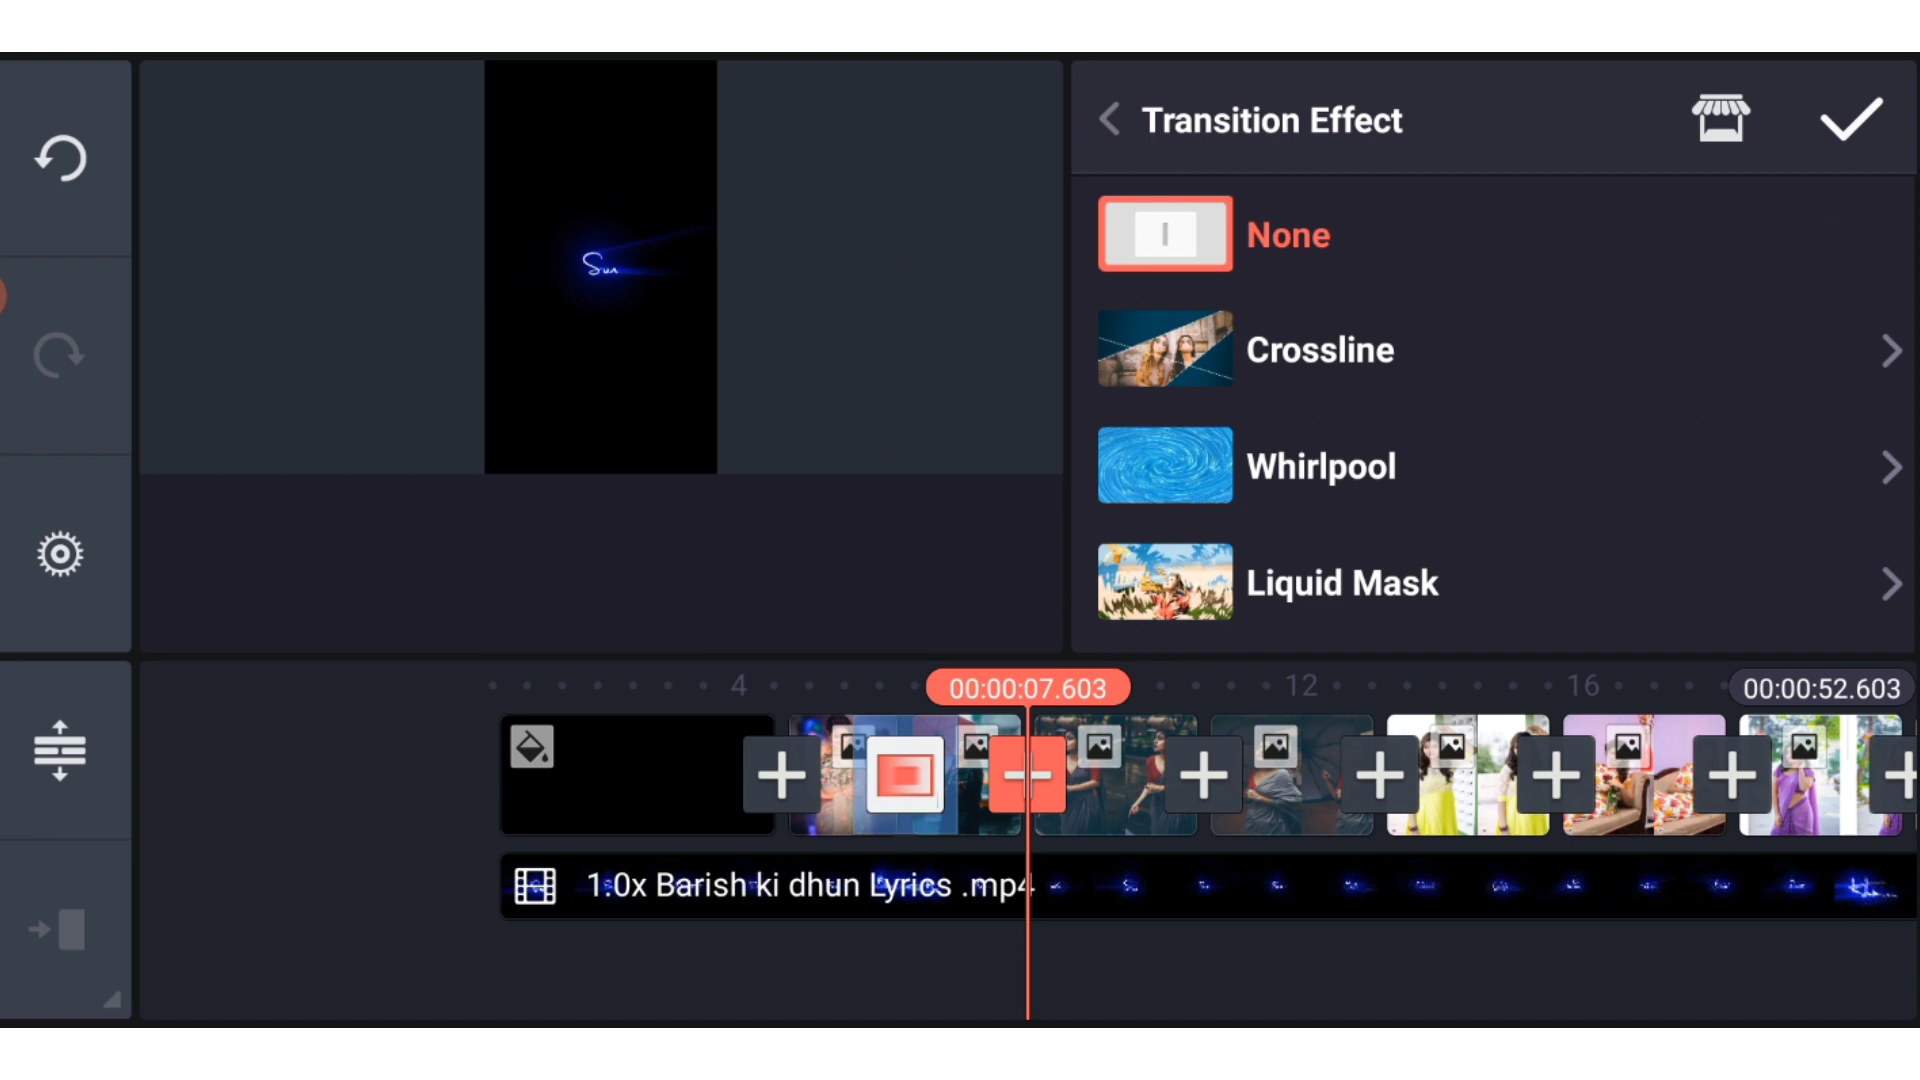 Transition Effect
None
Sun
Crossline
Whirlpool
Liquid Mask
4
00:00:07.603
12
16
00:00:52.603
1.0x Barish ki dhun Lyrics .mp4